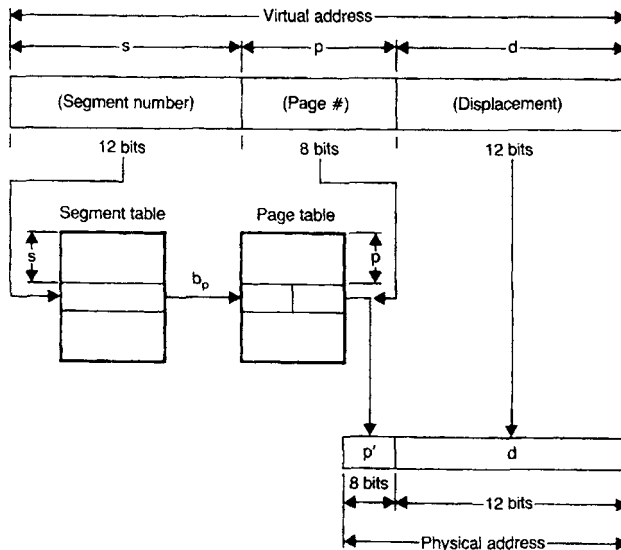 Virtual address
s p d
(Segment number) (Page #) (Displacement)
12 bits 8 bits 12 bits
Segment table Page table
s p
b_p
p' d
8 bits 12 bits
Physical address